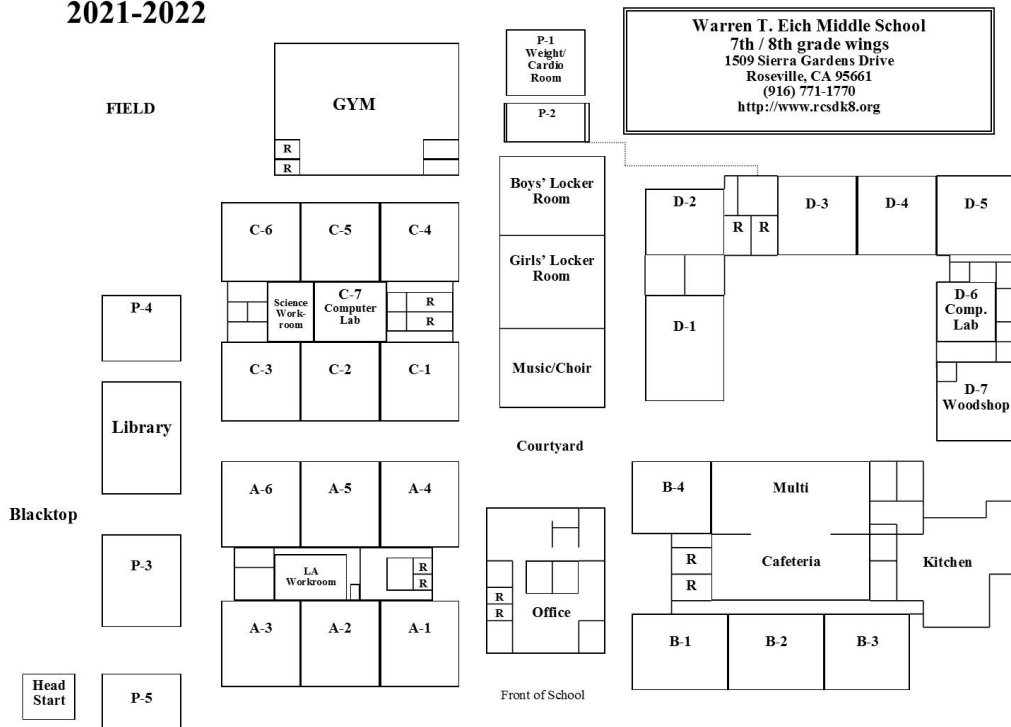 2021-2022
Warren T. Eich Middle School
7th / 8th grade wings
1509 Sierra Gardens Drive
Roseville, CA 95661
(916) 771-1770
http://www.rcsdk8.org
P-1
Weight/
Cardio
Room
FIELD
GYM
P-2
R
R
Boys' Locker
Room
D-2
R
R
D-3
D-4
D-5
C-6
C-5
C-4
Girls' Locker
Room
P-4
Science
Work-
room
C-7
Computer
Lab
R
R
D-6
Comp.
Lab
D-1
C-3
C-2
C-1
Music/Choir
D-7
Woodshop
Library
Courtyard
A-6
A-5
A-4
B-4
Multi
Blacktop
P-3
LA
Workroom
R
R
R
R
Cafeteria
Kitchen
R
R
Office
A-3
A-2
A-1
B-1
B-2
B-3
Head
Start
P-5
Front of School